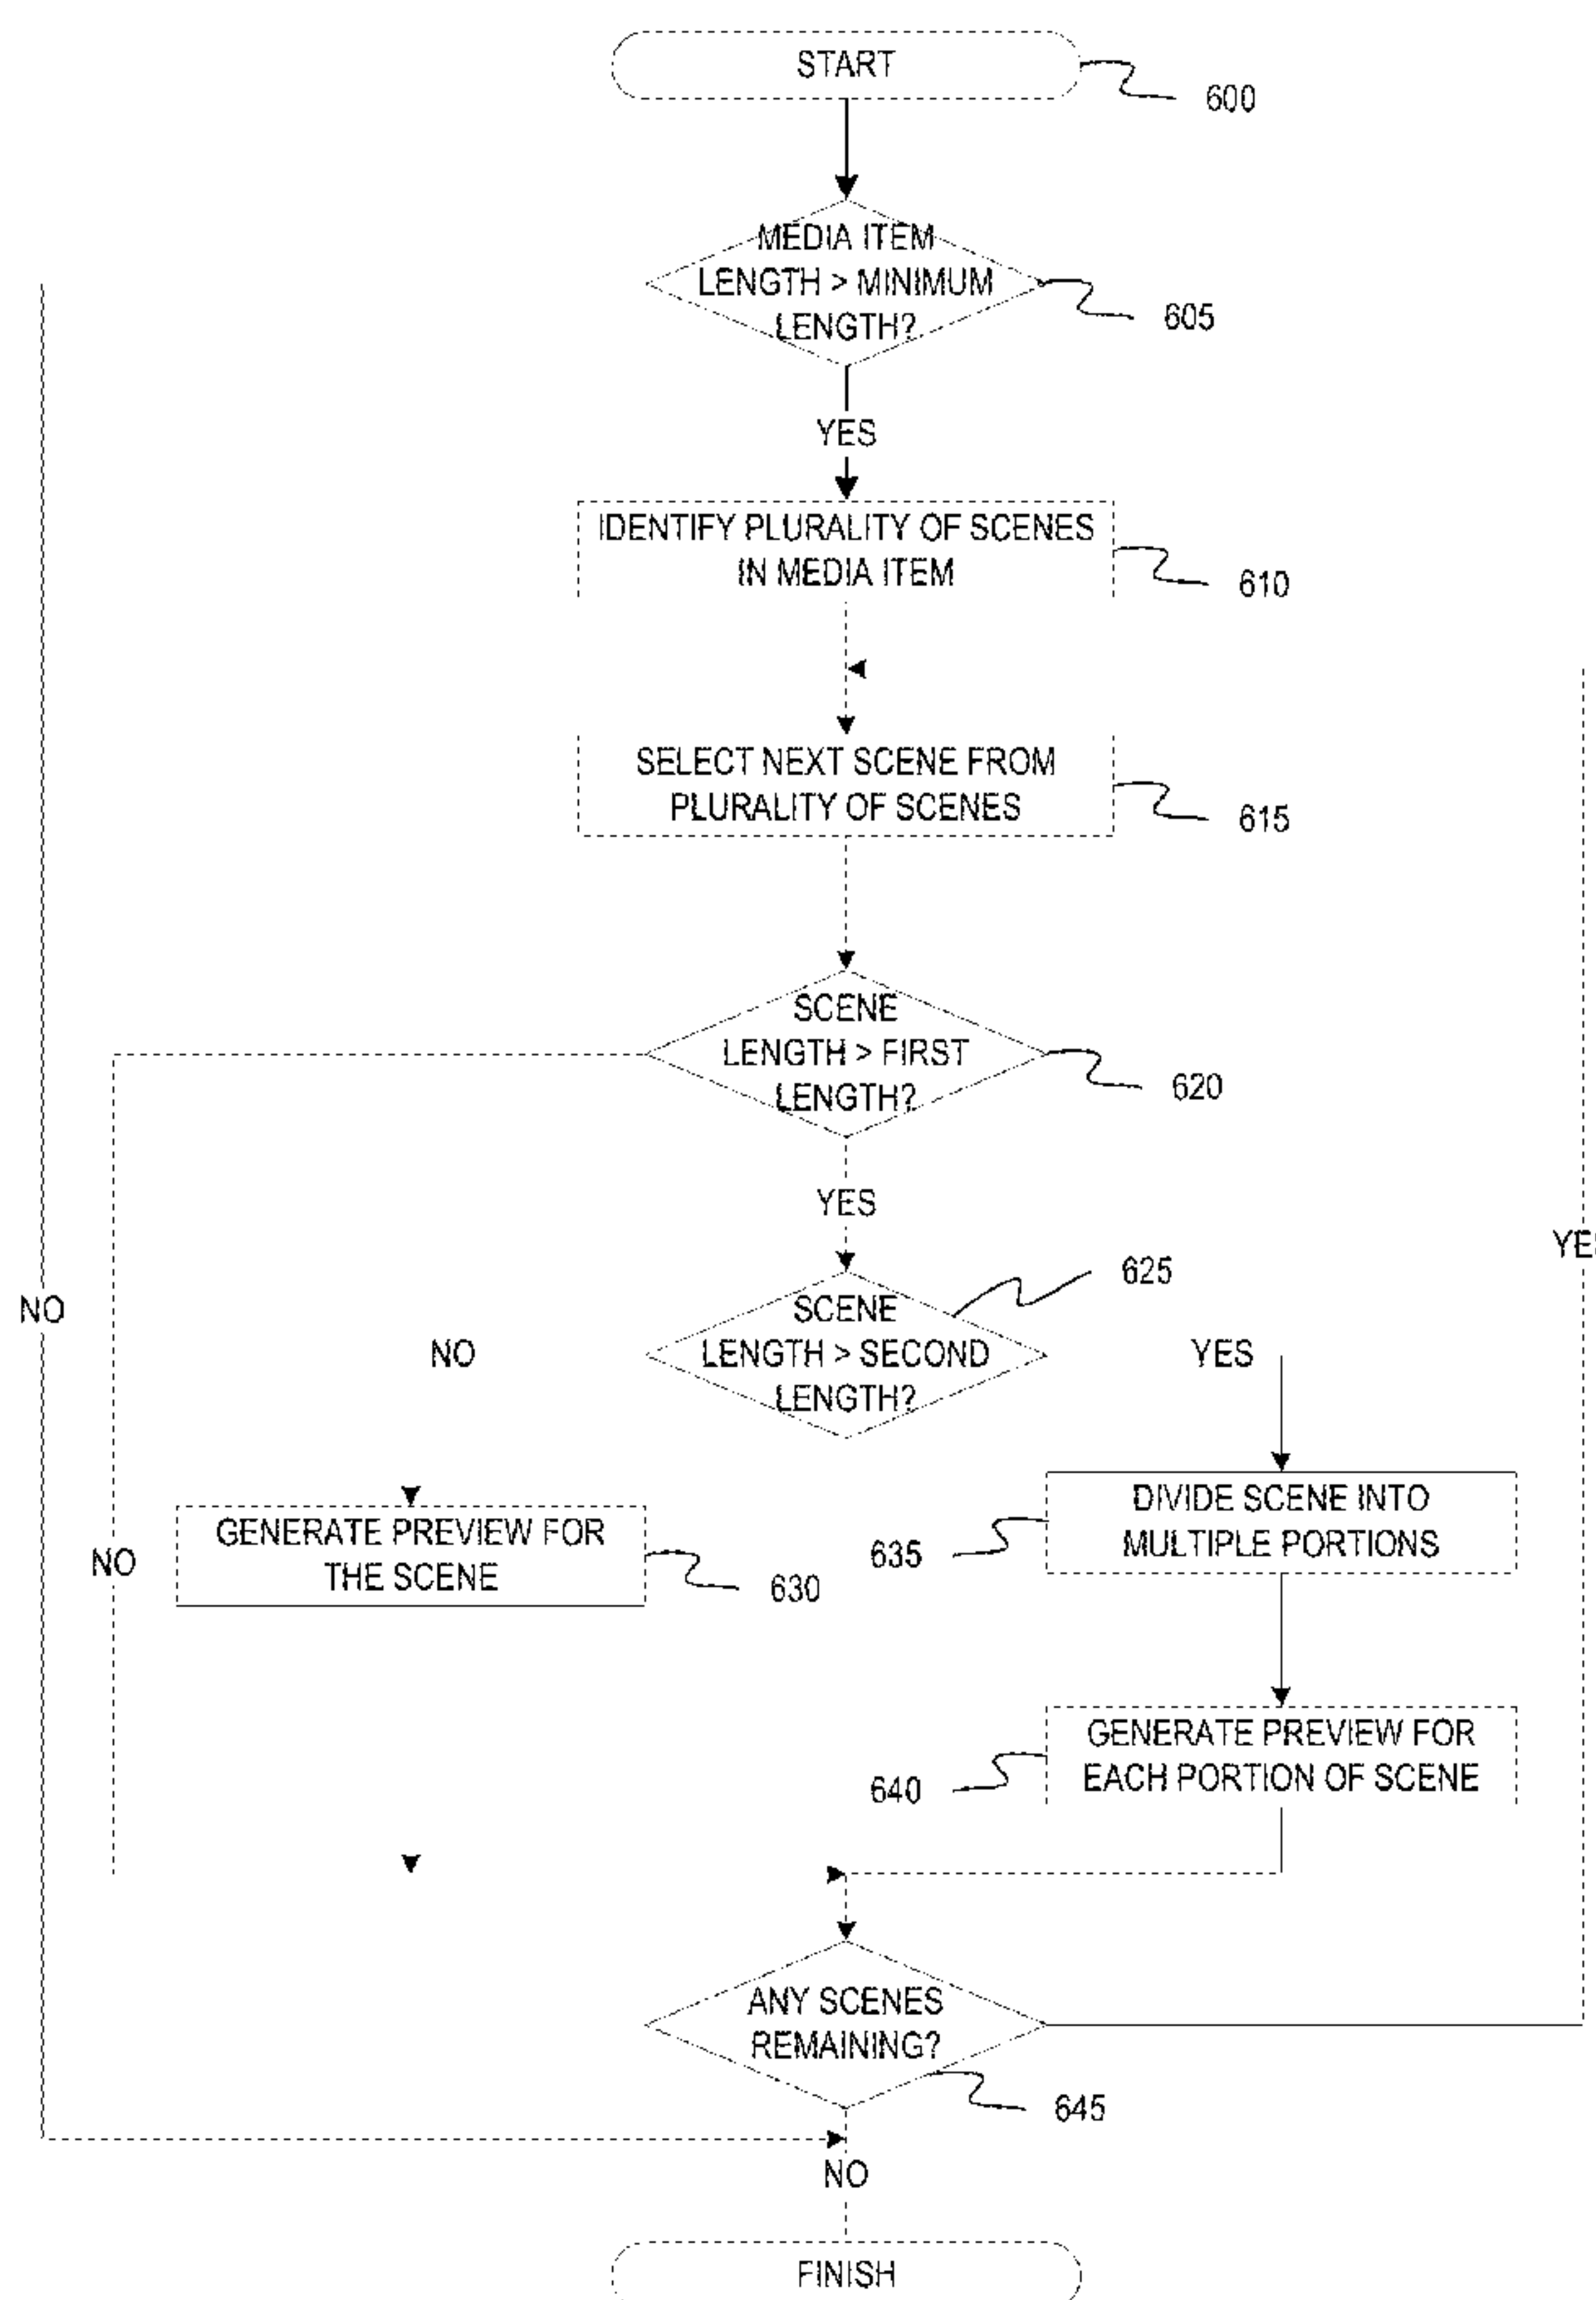 START
600
MEDIA ITEM
LENGTH > MINIMUM
LENGTH?
605
YES
IDENTIFY PLURALITY OF SCENES
IN MEDIA ITEM
610
SELECT NEXT SCENE FROM
PLURALITY OF SCENES
615
SCENE
LENGTH > FIRST
LENGTH?
620
YES
625
SCENE
LENGTH > SECOND
LENGTH?
NO
YES
NO
NO
GENERATE PREVIEW FOR
THE SCENE
630
DIVIDE SCENE INTO
MULTIPLE PORTIONS
635
GENERATE PREVIEW FOR
EACH PORTION OF SCENE
640
ANY SCENES
REMAINING?
645
NO
FINISH